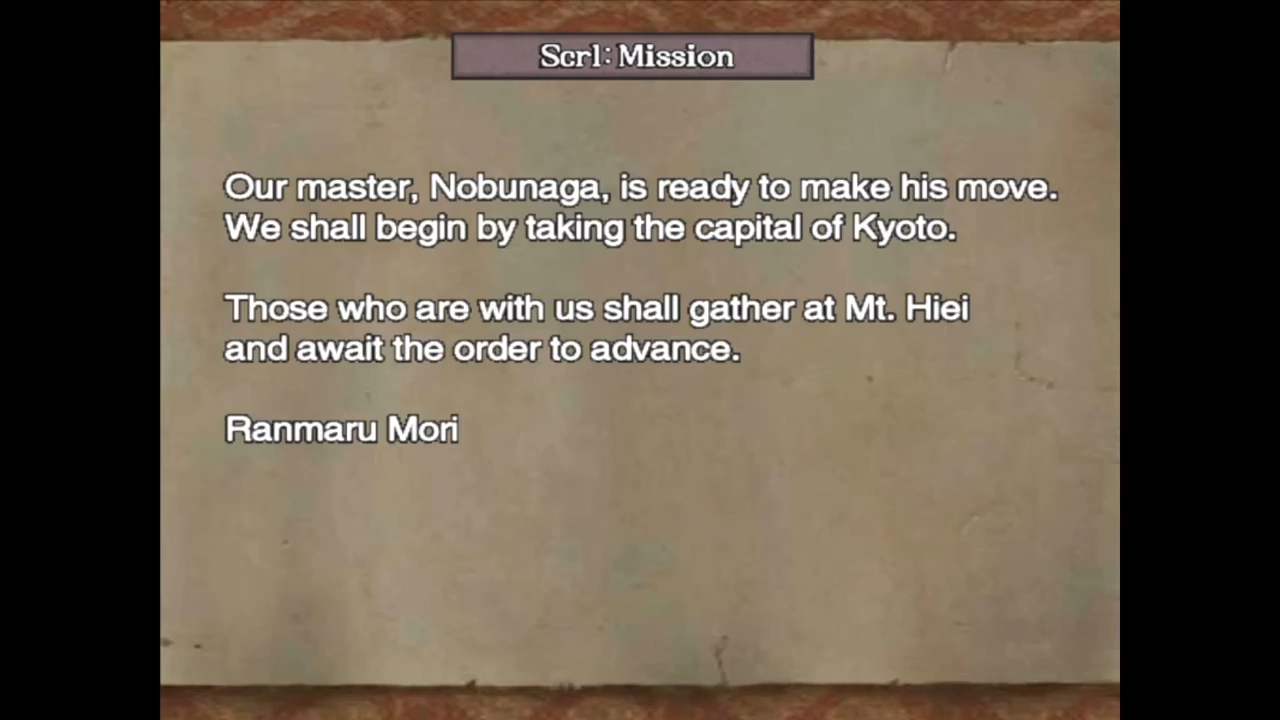 Scrl: Mission
Our master, Nobunaga, is ready to make his move.
We shall begin by taking the capital of Kyoto.
Those who are with us shall gather at Mt. Hiei
and await the order to advance.
Ranmaru Mori